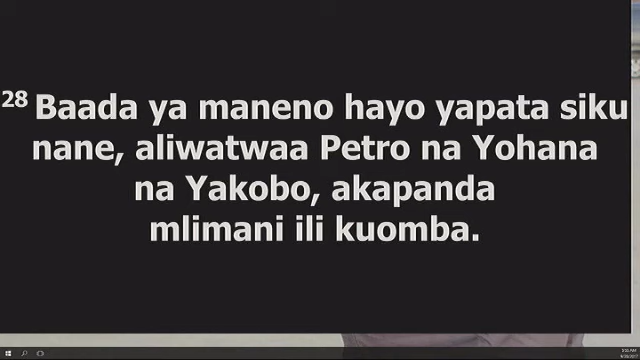 28 Baada ya maneno hayo yapata siku
nane, aliwatwaa Petro na Yohana
na Yakobo, akapanda
mlimani ili kuomba.